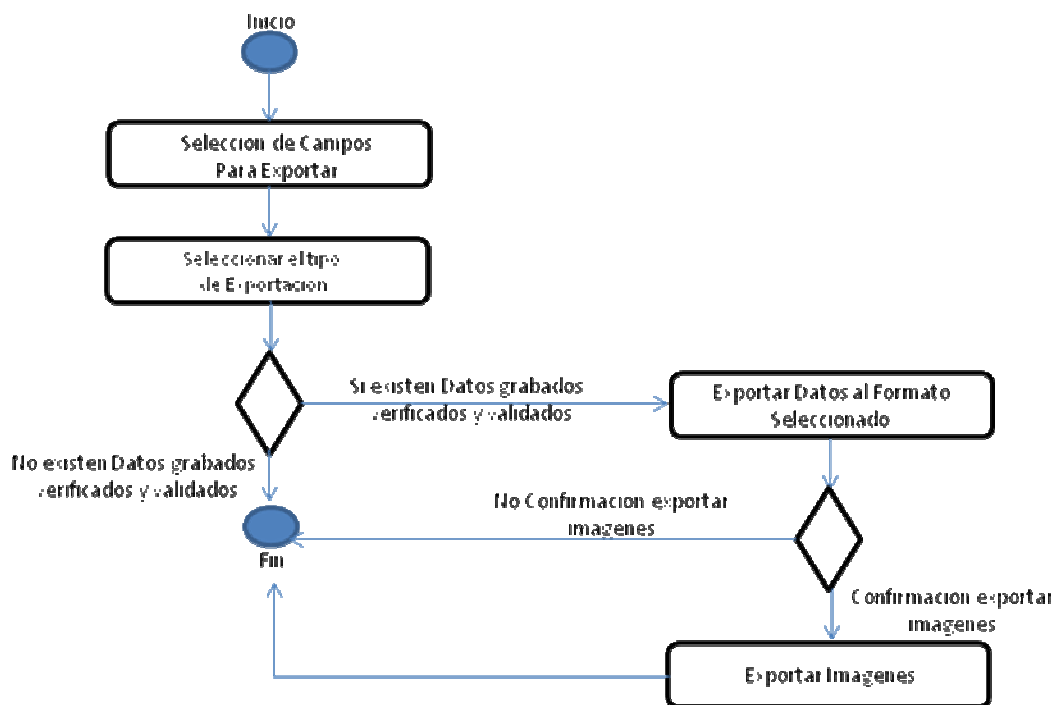 Inicio
Seleccion de Campos
Para Exportar
Seleccionar el tipo
de Exportacion
Si existen Datos grabados
verificados y validados
Exportar Datos al Formato
Seleccionado
No existen Datos grabados
verificados y validados
No Confirmacion exportar
imagenes
Fin
Confirmacion exportar
imagenes
Exportar Imagenes